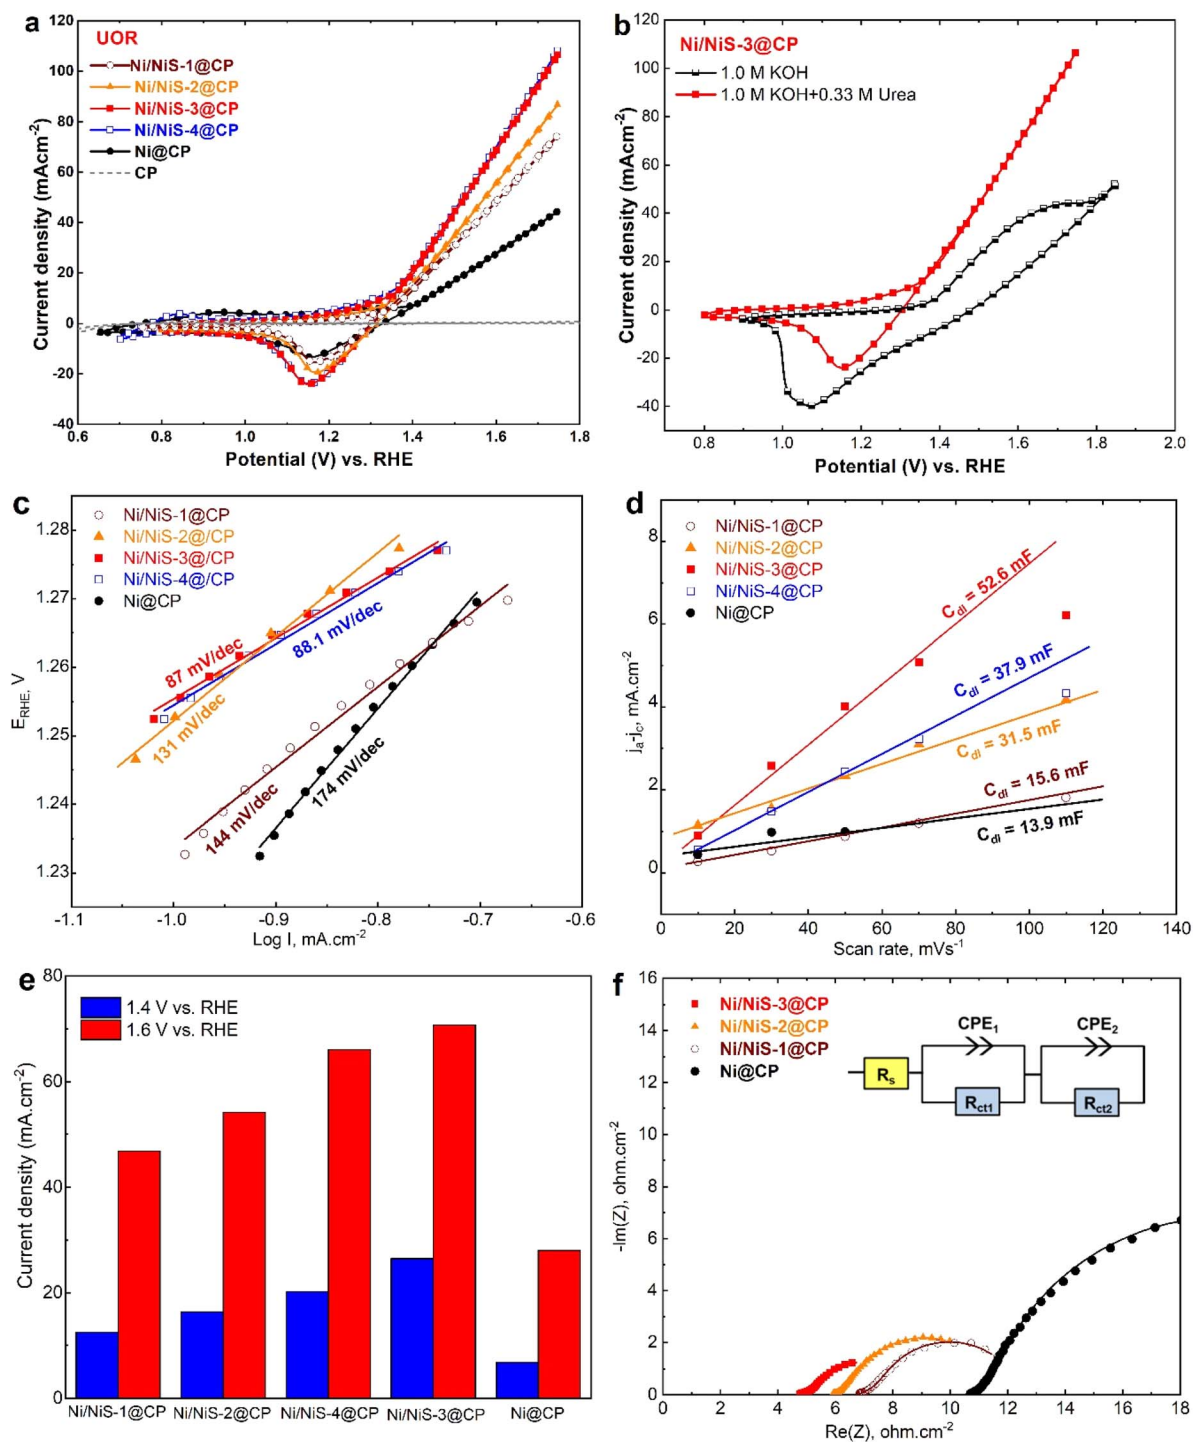 a
UOR
Ni/NiS-1@CP
Ni/NiS-2@CP
Ni/NiS-3@CP
Ni/NiS-4@CP
Ni@CP
CP
120
100
80
60
40
20
0
-20
-40
0.6 0.8 1.0 1.2 1.4 1.6 1.8
Current density (mAcm⁻²)
Potential (V) vs. RHE
b
Ni/NiS-3@CP
1.0 M KOH
1.0 M KOH+0.33 M Urea
120
100
80
60
40
20
0
-20
-40
0.8 1.0 1.2 1.4 1.6 1.8 2.0
Current density (mAcm⁻²)
Potential (V) vs. RHE
c
Ni/NiS-1@CP
Ni/NiS-2@/CP
Ni/NiS-3@/CP
Ni/NiS-4@/CP
Ni@CP
87 mV/dec
88.1 mV/dec
131 mV/dec
144 mV/dec
174 mV/dec
1.28
1.27
1.26
1.25
1.24
1.23
-1.1 -1.0 -0.9 -0.8 -0.7 -0.6
E_RHE, V
Log I, mA.cm⁻²
d
Ni/NiS-1@CP
Ni/NiS-2@CP
Ni/NiS-3@CP
Ni/NiS-4@CP
Ni@CP
C_dl = 52.6 mF
C_dl = 37.9 mF
C_dl = 31.5 mF
C_dl = 15.6 mF
C_dl = 13.9 mF
8
6
4
2
0
0 20 40 60 80 100 120 140
j_a-j_c, mA.cm⁻²
Scan rate, mVs⁻¹
e
1.4 V vs. RHE
1.6 V vs. RHE
80
60
40
20
0
Current density (mA.cm⁻²)
Ni/NiS-1@CP Ni/NiS-2@CP Ni/NiS-4@CP Ni/NiS-3@CP Ni@CP
f
Ni/NiS-3@CP
Ni/NiS-2@CP
Ni/NiS-1@CP
Ni@CP
CPE₁ CPE₂
R_s R_ct1 R_ct2
16
14
12
10
8
6
4
2
0
0 2 4 6 8 10 12 14 16 18
-Im(Z), ohm.cm⁻²
Re(Z), ohm.cm⁻²